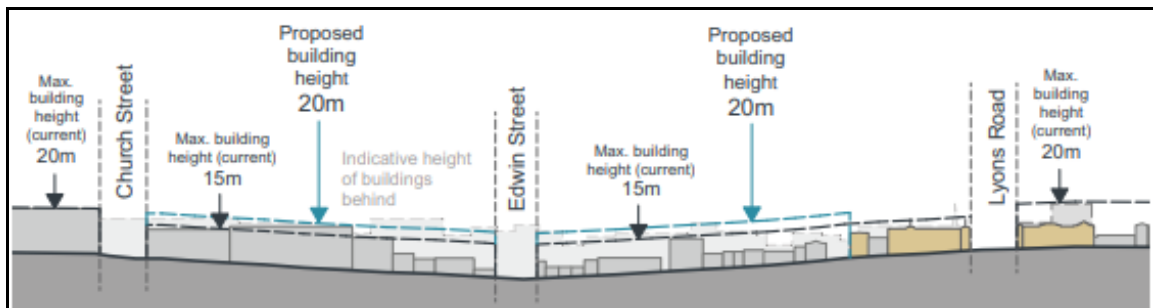 Max.
building
height
(current)
20m
Church Street
Proposed
building
height
20m
Max. building
height (current)
15m
Indicative height
of buildings
behind
Edwin Street
Max. building
height (current)
15m
Proposed
building
height
20m
Lyons Road
Max.
building
height
(current)
20m